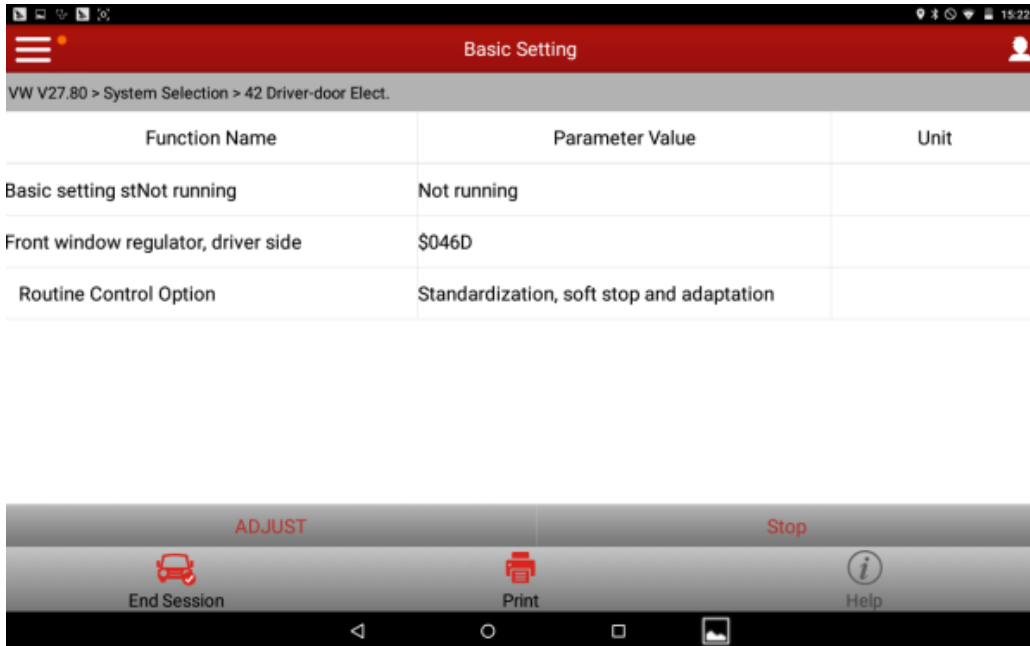 15:22
Basic Setting
VW V27.80 > System Selection > 42 Driver-door Elect.
Function Name Parameter Value Unit
Basic setting stNot running Not running
Front window regulator, driver side $046D
Routine Control Option Standardization, soft stop and adaptation
ADJUST Stop
End Session Print Help